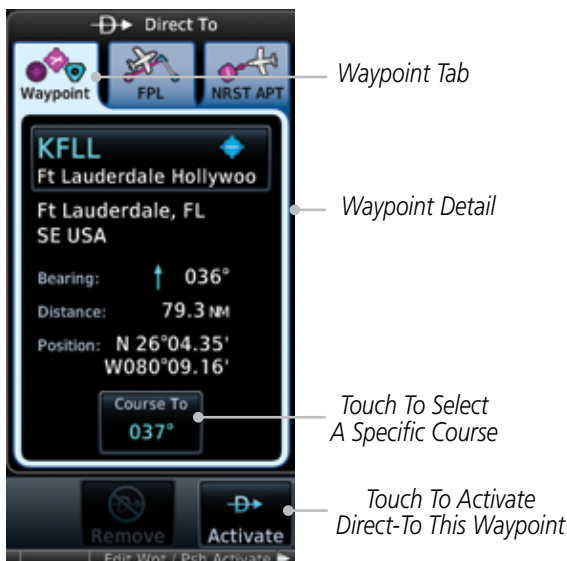 Direct To
Waypoint FPL NRST APT
Waypoint Tab
KFLL
Ft Lauderdale Hollywoo
Ft Lauderdale, FL
SE USA
Waypoint Detail
Bearing: 036°
Distance: 79.3 NM
Position: N 26°04.35'
W080°09.16'
Course To
037°
Touch To Select
A Specific Course
Remove Activate
Touch To Activate
Direct-To This Waypoint
Edit Wpt / Psh Activate